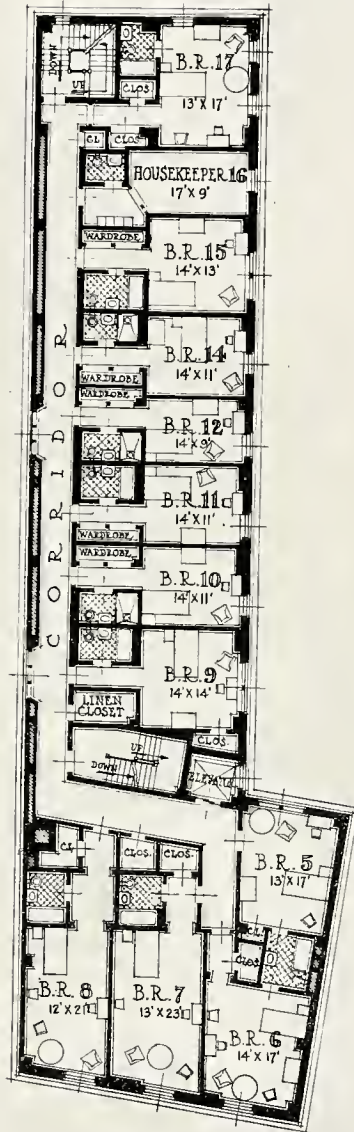 DOWN
UP
CLOS.
B.R. 17
13' X 17'
CL
CLOS.
HOUSEKEEPER 16
17' X 9'
WARDROBE
B.R. 15
14' X 13'
B.R. 14
14' X 11'
WARDROBE
WARDROBE
B.R. 12
14' X 9'
CORRIDOR
B.R. 11
14' X 11'
WARDROBE
WARDROBE
B.R. 10
14' X 11'
B.R. 9
14' X 14'
LINEN
CLOSET
CLOS.
UP
DOWN
ELEVATOR
CL
CLOS.
CLOS.
B.R. 5
13' X 17'
CL
CLOS.
B.R. 8
12' X 21'
B.R. 7
13' X 23'
B.R. 6
14' X 17'